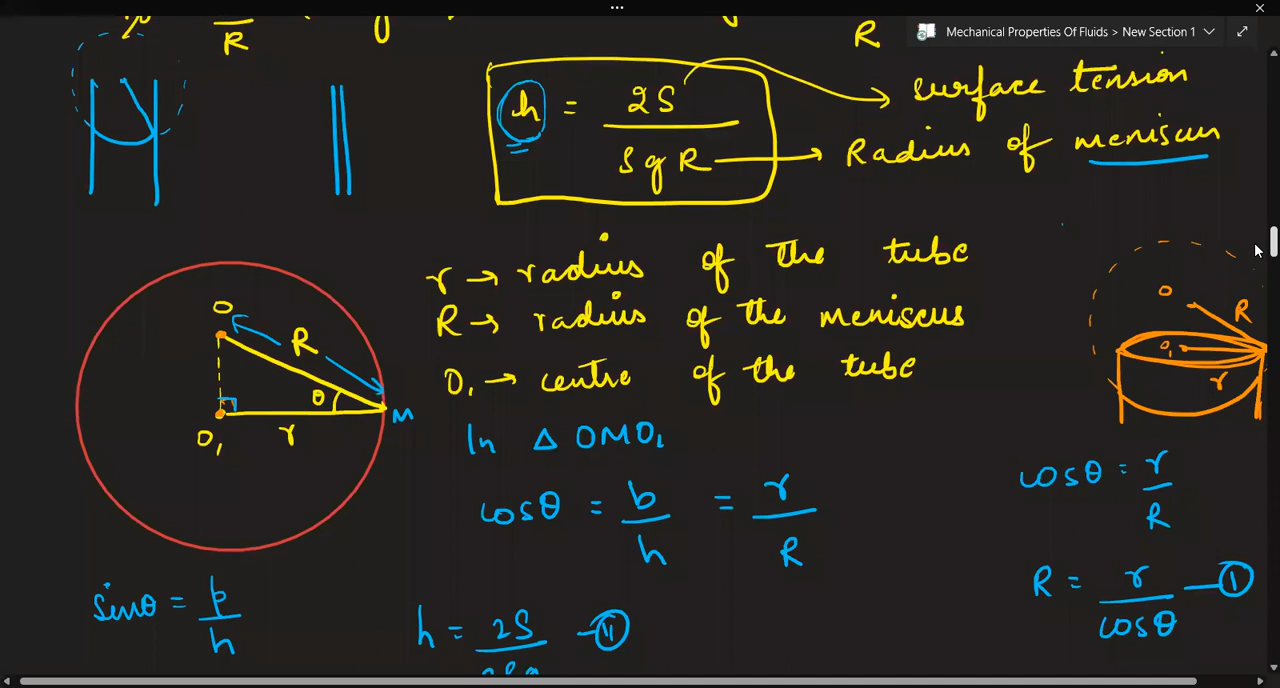 Mechanical Properties Of Fluids > New Section 1
R
R
h = 2S / ρgR → surface tension
→ Radius of meniscus
r → radius of the tube
R → radius of the meniscus
O₁ → centre of the tube
O
R
θ
M
O₁
r
O
R
O₁
r
In △ OMO₁
cosθ = b / h = r / R
cosθ = r / R
R = r / cosθ — ①
sinθ = p / h
h = 2S — ⑪